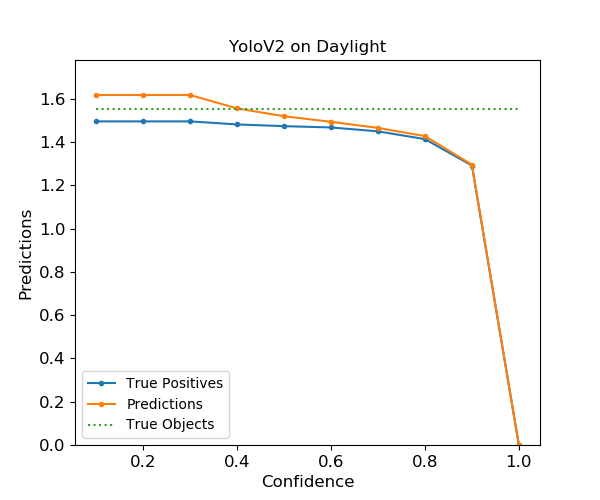 YoloV2 on Daylight
Predictions
1.6
1.4
1.2
1.0
0.8
0.6
0.4
0.2
0.0
True Positives
Predictions
True Objects
0.2 0.4 0.6 0.8 1.0
Confidence